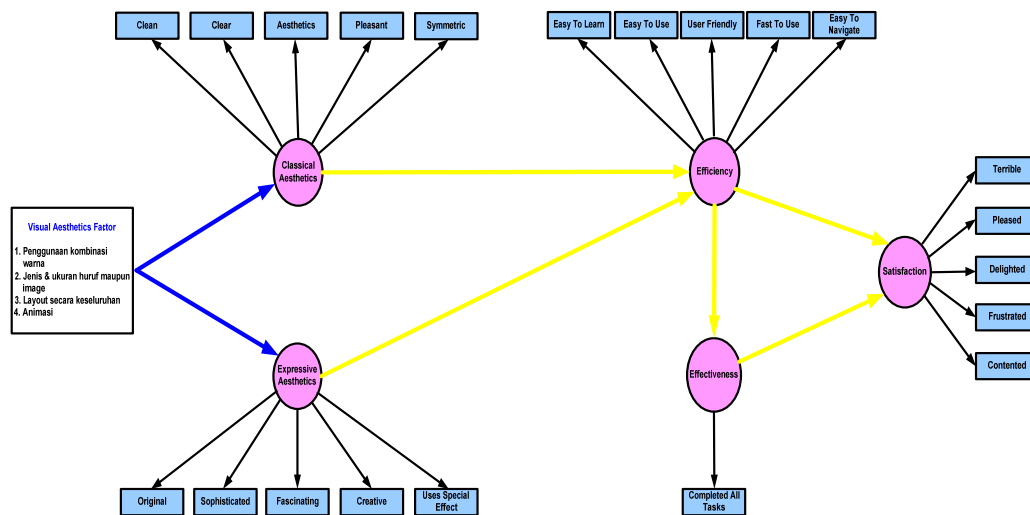 Clean
Clear
Aesthetics
Pleasant
Symmetric
Easy To Learn
Easy To Use
User Friendly
Fast To Use
Easy To
Navigate
Classical
Aesthetics
Efficiency
Terrible
Pleased
Delighted
Frustrated
Contented
Satisfaction
Visual Aesthetics Factor
1. Penggunaan kombinasi
warna
2. Jenis & ukuran huruf maupun
image
3. Layout secara keseluruhan
4. Animasi
Expressive
Aesthetics
Effectiveness
Original
Sophisticated
Fascinating
Creative
Uses Special
Effect
Completed All
Tasks